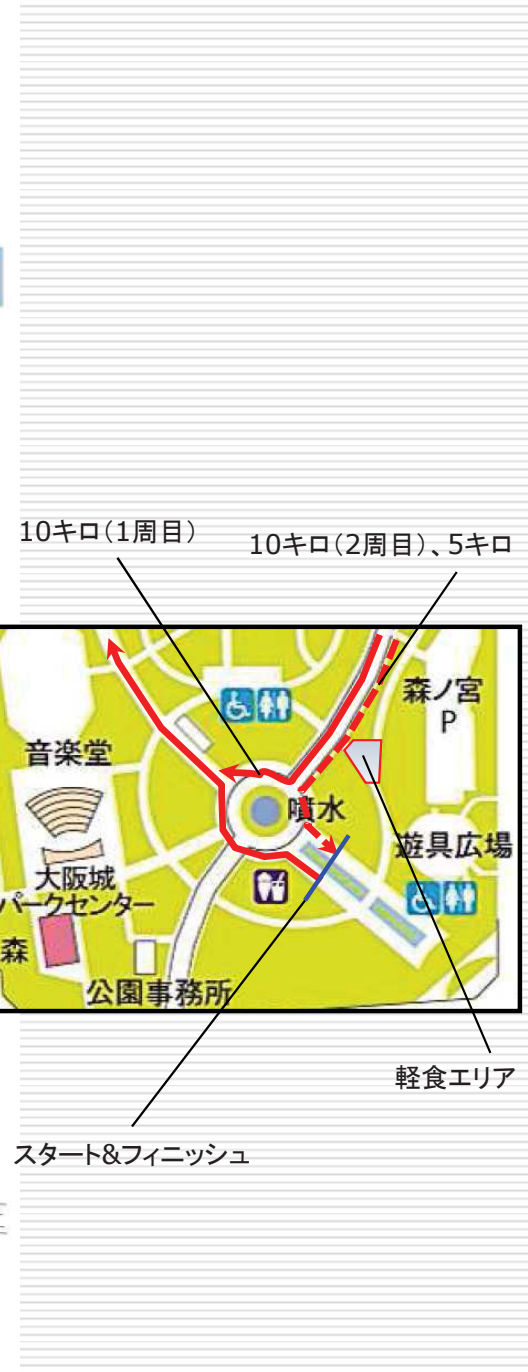 10キロ（1周目）
10キロ（2周目）、5キロ
森ノ宮
P
音楽堂
噴水
遊具広場
大阪城
パークセンター
森
公園事務所
軽食エリア
スタート&フィニッシュ